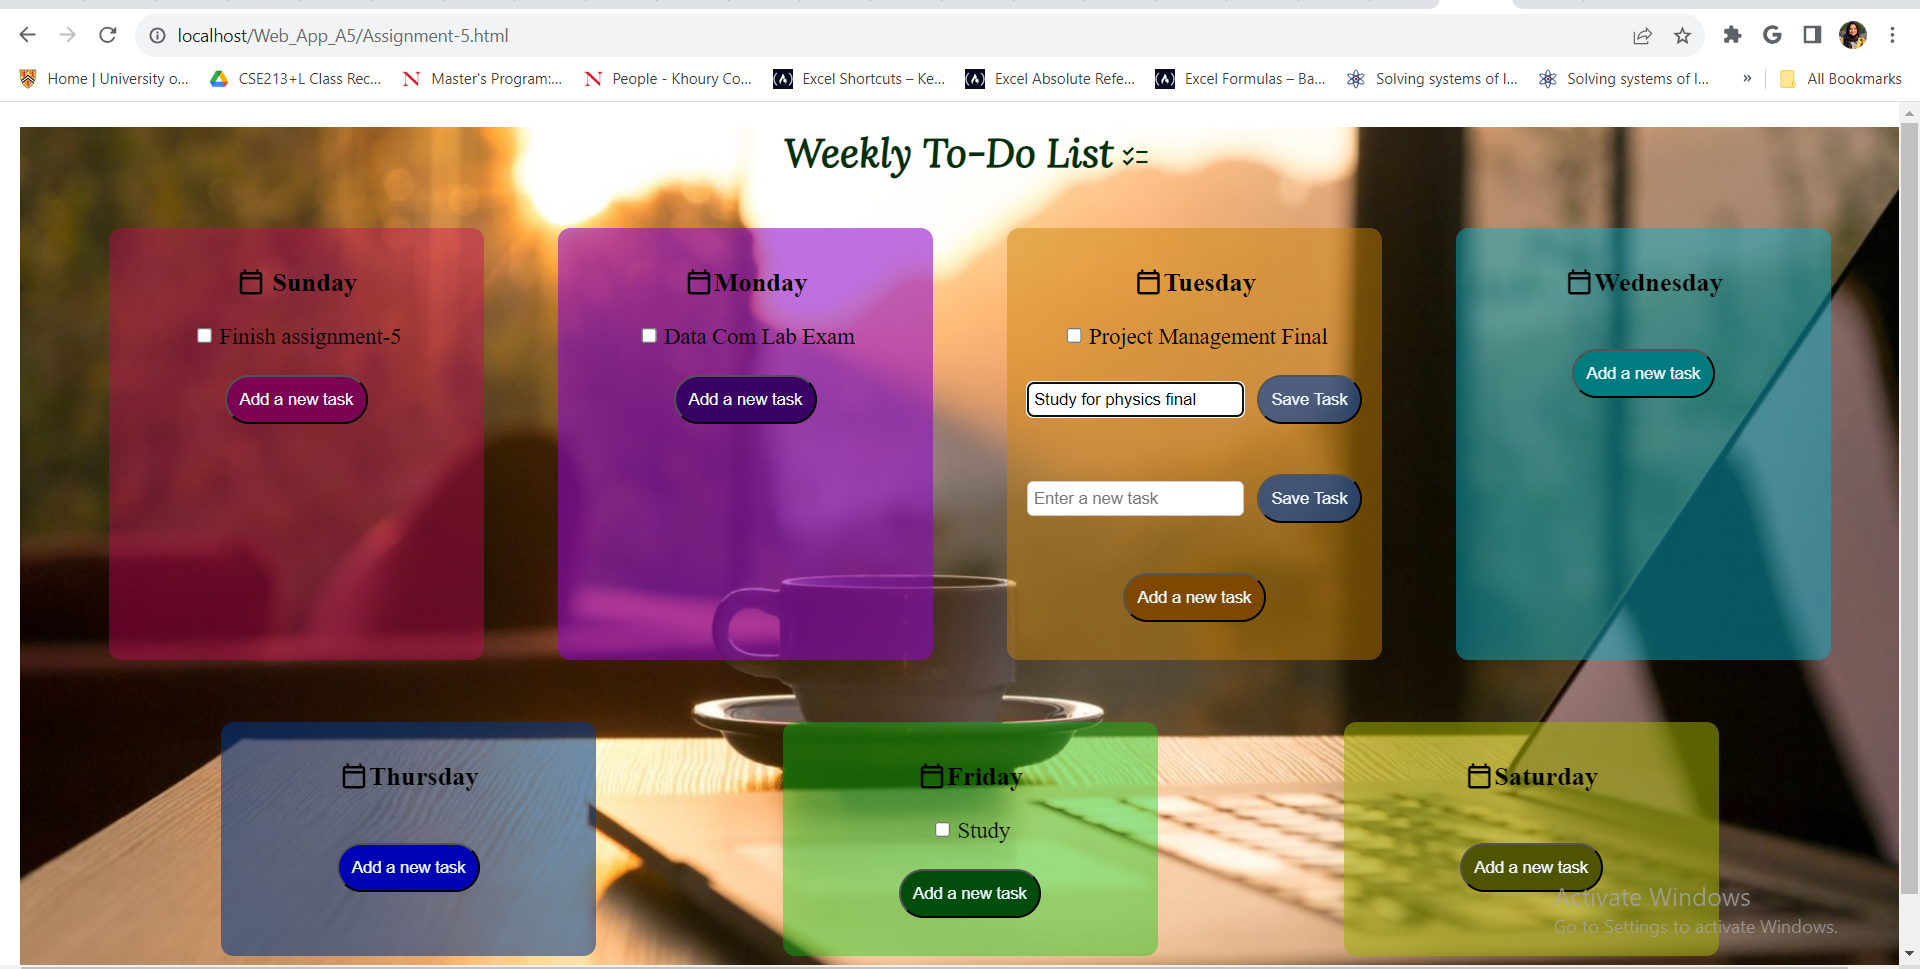 localhost/Web_App_A5/Assignment-5.html
Home | University o... CSE213+L Class Rec... Master's Program:... People - Khoury Co... Excel Shortcuts – Ke... Excel Absolute Refe... Excel Formulas – Ba... Solving systems of l... Solving systems of l... » All Bookmarks
Weekly To-Do List
Sunday
Finish assignment-5
Add a new task
Monday
Data Com Lab Exam
Add a new task
Tuesday
Project Management Final
Study for physics final Save Task
Enter a new task Save Task
Add a new task
Wednesday
Add a new task
Thursday
Add a new task
Friday
Study
Add a new task
Saturday
Add a new task
Activate Windows
Go to Settings to activate Windows.